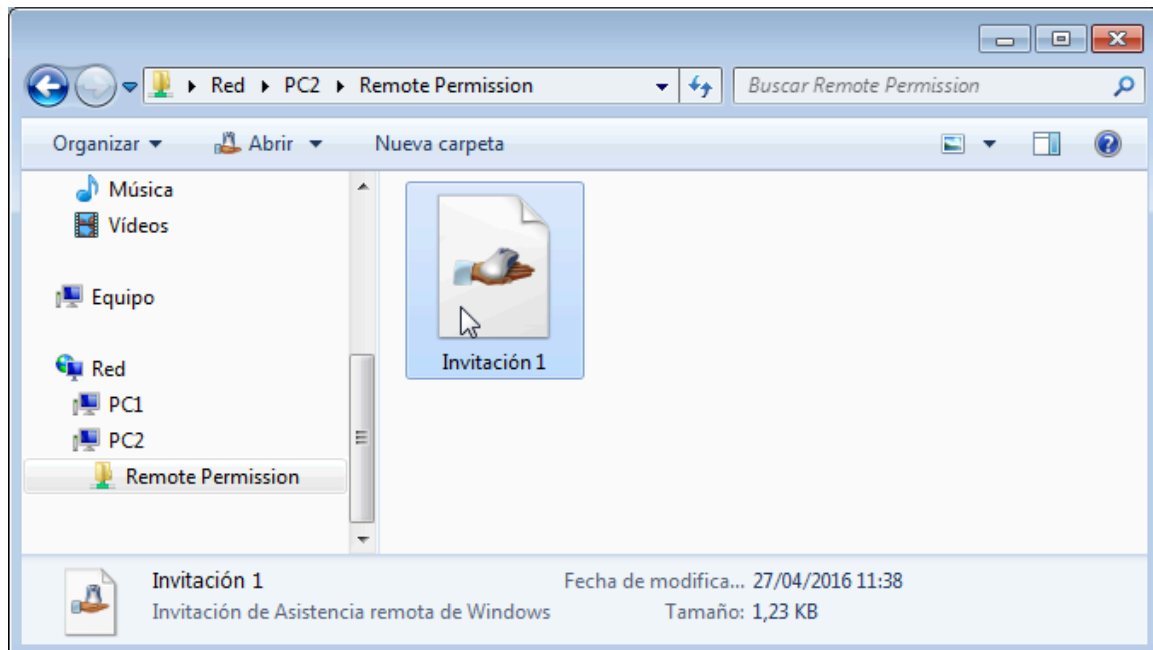 Red ▸ PC2 ▸ Remote Permission
Buscar Remote Permission
Organizar Abrir Nueva carpeta
Música
Vídeos
Equipo
Red
PC1
PC2
Remote Permission
Invitación 1
Invitación 1 Fecha de modifica... 27/04/2016 11:38
Invitación de Asistencia remota de Windows Tamaño: 1,23 KB